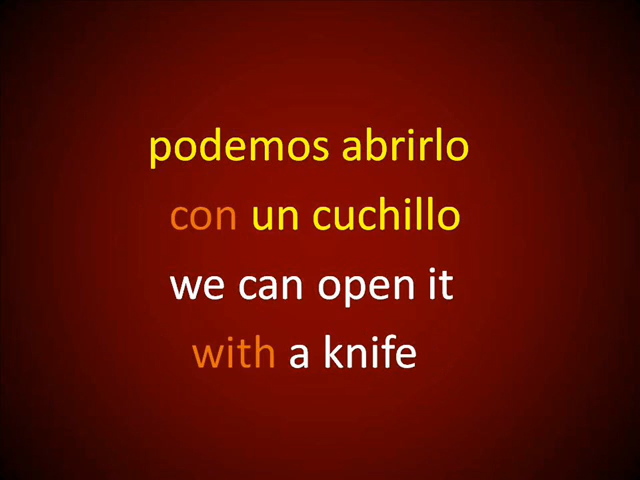 podemos abrirlo
con un cuchillo
we can open it
with a knife